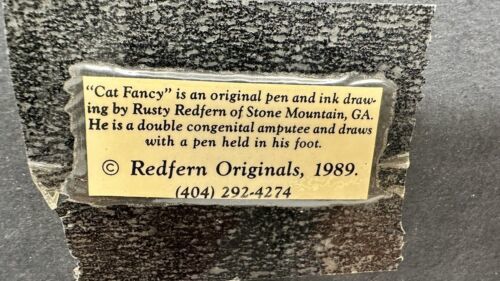 "Cat Fancy" is an original pen and ink draw-
ing by Rusty Redfern of Stone Mountain, GA.
He is a double congenital amputee and draws
with a pen held in his foot.
© Redfern Originals, 1989.
(404) 292-4274